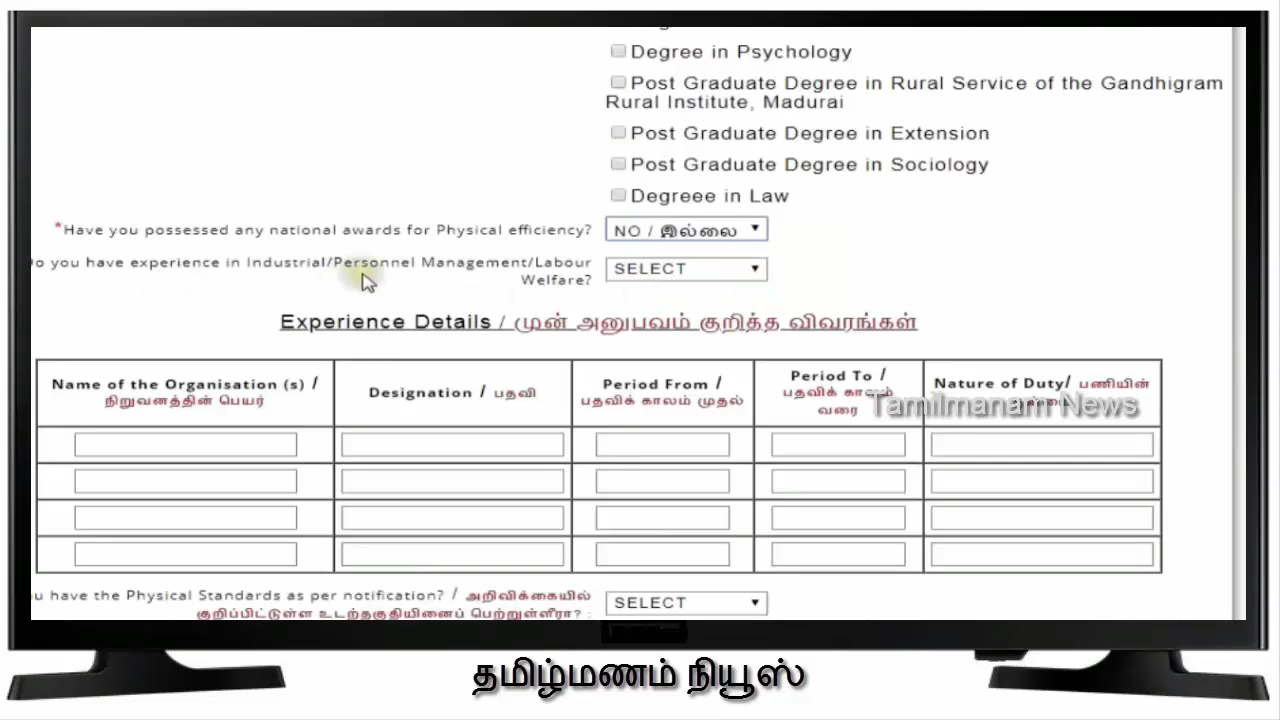 Degree in Psychology
Post Graduate Degree in Rural Service of the Gandhigram
Rural Institute, Madurai
Post Graduate Degree in Extension
Post Graduate Degree in Sociology
Degreee in Law
*Have you possessed any national awards for Physical efficiency?
NO / இல்லை
o you have experience in Industrial/Personnel Management/Labour
Welfare?
SELECT
Experience Details / முன் அனுபவம் குறித்த விவரங்கள்
Name of the Organisation (s) /
நிறுவனத்தின் பெயர்
Designation / பதவி
Period From /
பதவிக் காலம் முதல்
Period To /
பதவிக் காலம்
வரை
Nature of Duty/ பணியின்
Tamilmanam News
u have the Physical Standards as per notification? / அறிவிக்கையில்
குறிப்பிட்டுள்ள உடற்தகுதியினைப் பெற்றுள்ளீரா? :
SELECT
தமிழ்மணம் நியூஸ்